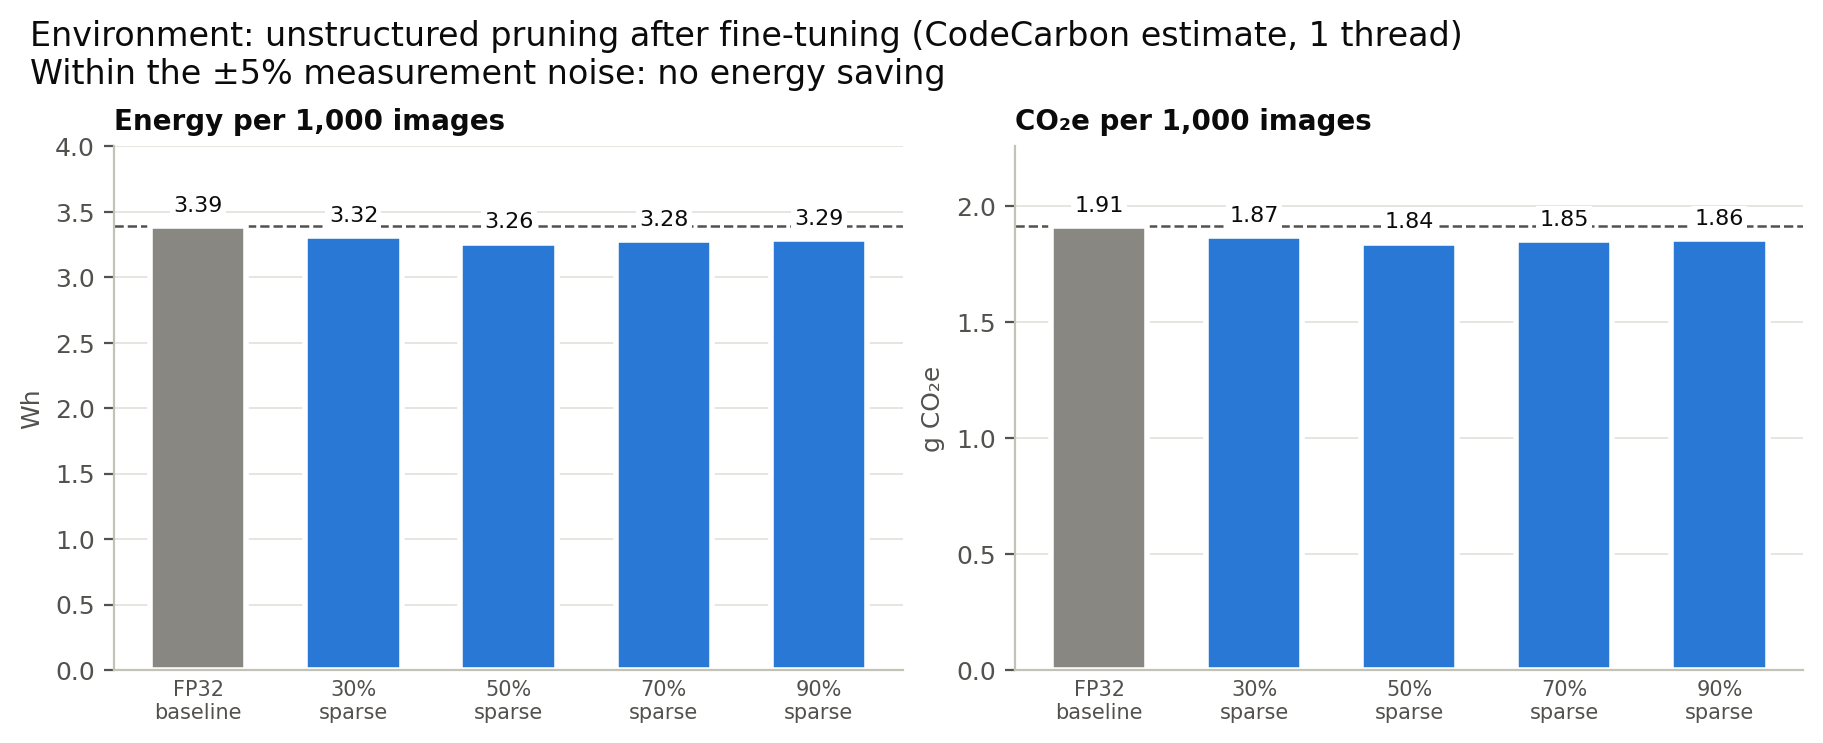 Environment: unstructured pruning after fine-tuning (CodeCarbon estimate, 1 thread)
Within the ±5% measurement noise: no energy saving
Energy per 1,000 images
4.0
3.5
3.0
2.5
2.0
1.5
1.0
0.5
0.0
Wh
3.39
3.32
3.26
3.28
3.29
FP32
baseline
30%
sparse
50%
sparse
70%
sparse
90%
sparse
CO₂e per 1,000 images
2.0
1.5
1.0
0.5
0.0
g CO₂e
1.91
1.87
1.84
1.85
1.86
FP32
baseline
30%
sparse
50%
sparse
70%
sparse
90%
sparse